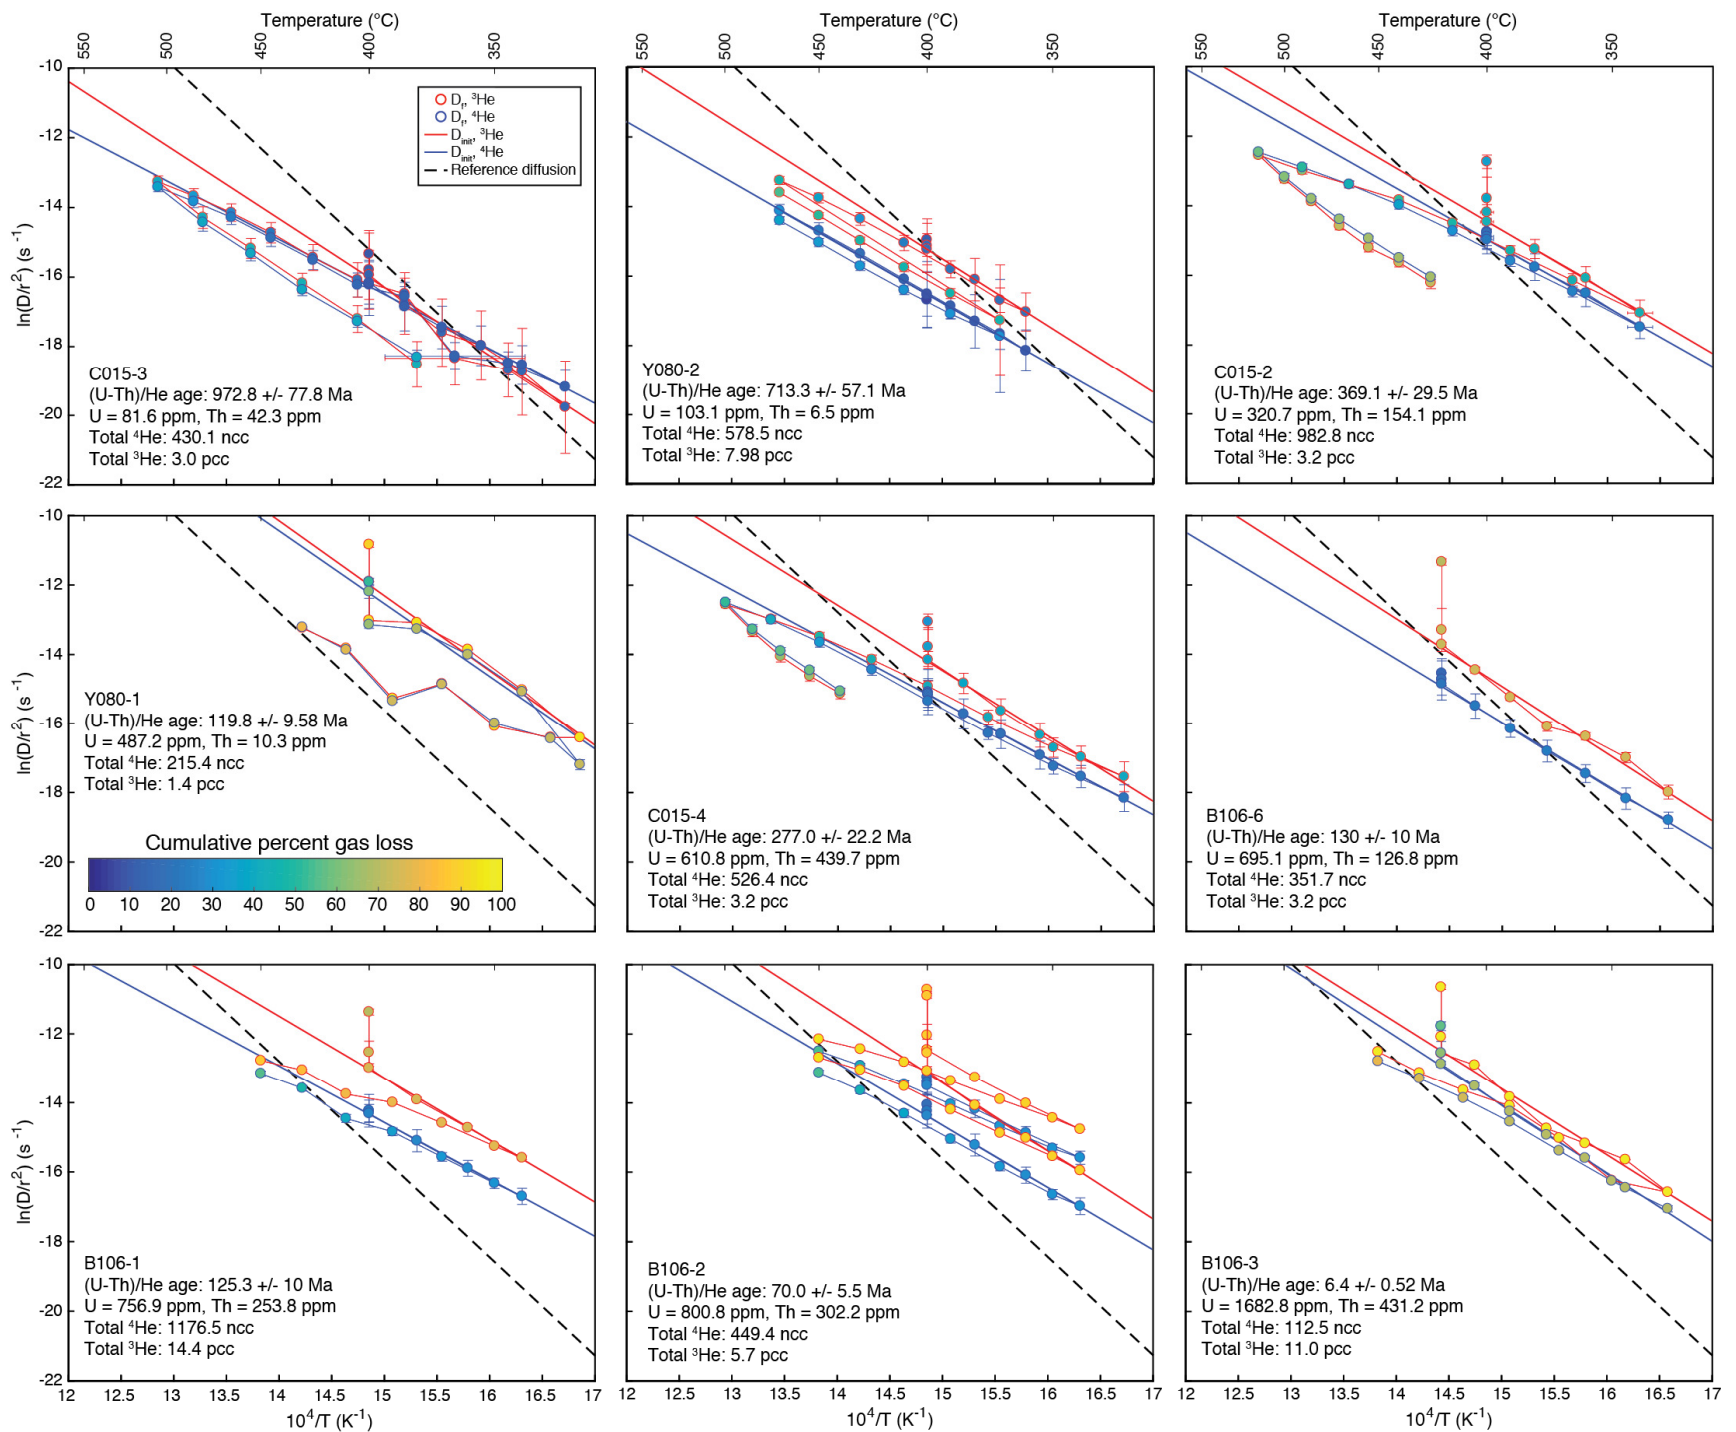 Temperature (°C)
Temperature (°C)
Temperature (°C)
550 500 450 400 350
550 500 450 400 350
550 500 450 400 350
-10
-12
-14
-16
-18
-20
-22
ln(D/r²) (s⁻¹)
Df, ³He
Df, ⁴He
Dinit, ³He
Dinit, ⁴He
Reference diffusion
C015-3
(U-Th)/He age: 972.8 +/- 77.8 Ma
U = 81.6 ppm, Th = 42.3 ppm
Total ⁴He: 430.1 ncc
Total ³He: 3.0 pcc
Y080-2
(U-Th)/He age: 713.3 +/- 57.1 Ma
U = 103.1 ppm, Th = 6.5 ppm
Total ⁴He: 578.5 ncc
Total ³He: 7.98 pcc
C015-2
(U-Th)/He age: 369.1 +/- 29.5 Ma
U = 320.7 ppm, Th = 154.1 ppm
Total ⁴He: 982.8 ncc
Total ³He: 3.2 pcc
-10
-12
-14
-16
-18
-20
-22
ln(D/r²) (s⁻¹)
Y080-1
(U-Th)/He age: 119.8 +/- 9.58 Ma
U = 487.2 ppm, Th = 10.3 ppm
Total ⁴He: 215.4 ncc
Total ³He: 1.4 pcc
Cumulative percent gas loss
0 10 20 30 40 50 60 70 80 90 100
C015-4
(U-Th)/He age: 277.0 +/- 22.2 Ma
U = 610.8 ppm, Th = 439.7 ppm
Total ⁴He: 526.4 ncc
Total ³He: 3.2 pcc
B106-6
(U-Th)/He age: 130 +/- 10 Ma
U = 695.1 ppm, Th = 126.8 ppm
Total ⁴He: 351.7 ncc
Total ³He: 3.2 pcc
-10
-12
-14
-16
-18
-20
-22
ln(D/r²) (s⁻¹)
B106-1
(U-Th)/He age: 125.3 +/- 10 Ma
U = 756.9 ppm, Th = 253.8 ppm
Total ⁴He: 1176.5 ncc
Total ³He: 14.4 pcc
B106-2
(U-Th)/He age: 70.0 +/- 5.5 Ma
U = 800.8 ppm, Th = 302.2 ppm
Total ⁴He: 449.4 ncc
Total ³He: 5.7 pcc
B106-3
(U-Th)/He age: 6.4 +/- 0.52 Ma
U = 1682.8 ppm, Th = 431.2 ppm
Total ⁴He: 112.5 ncc
Total ³He: 11.0 pcc
12 12.5 13 13.5 14 14.5 15 15.5 16 16.5 17
12 12.5 13 13.5 14 14.5 15 15.5 16 16.5 17
12 12.5 13 13.5 14 14.5 15 15.5 16 16.5 17
10⁴/T (K⁻¹)
10⁴/T (K⁻¹)
10⁴/T (K⁻¹)